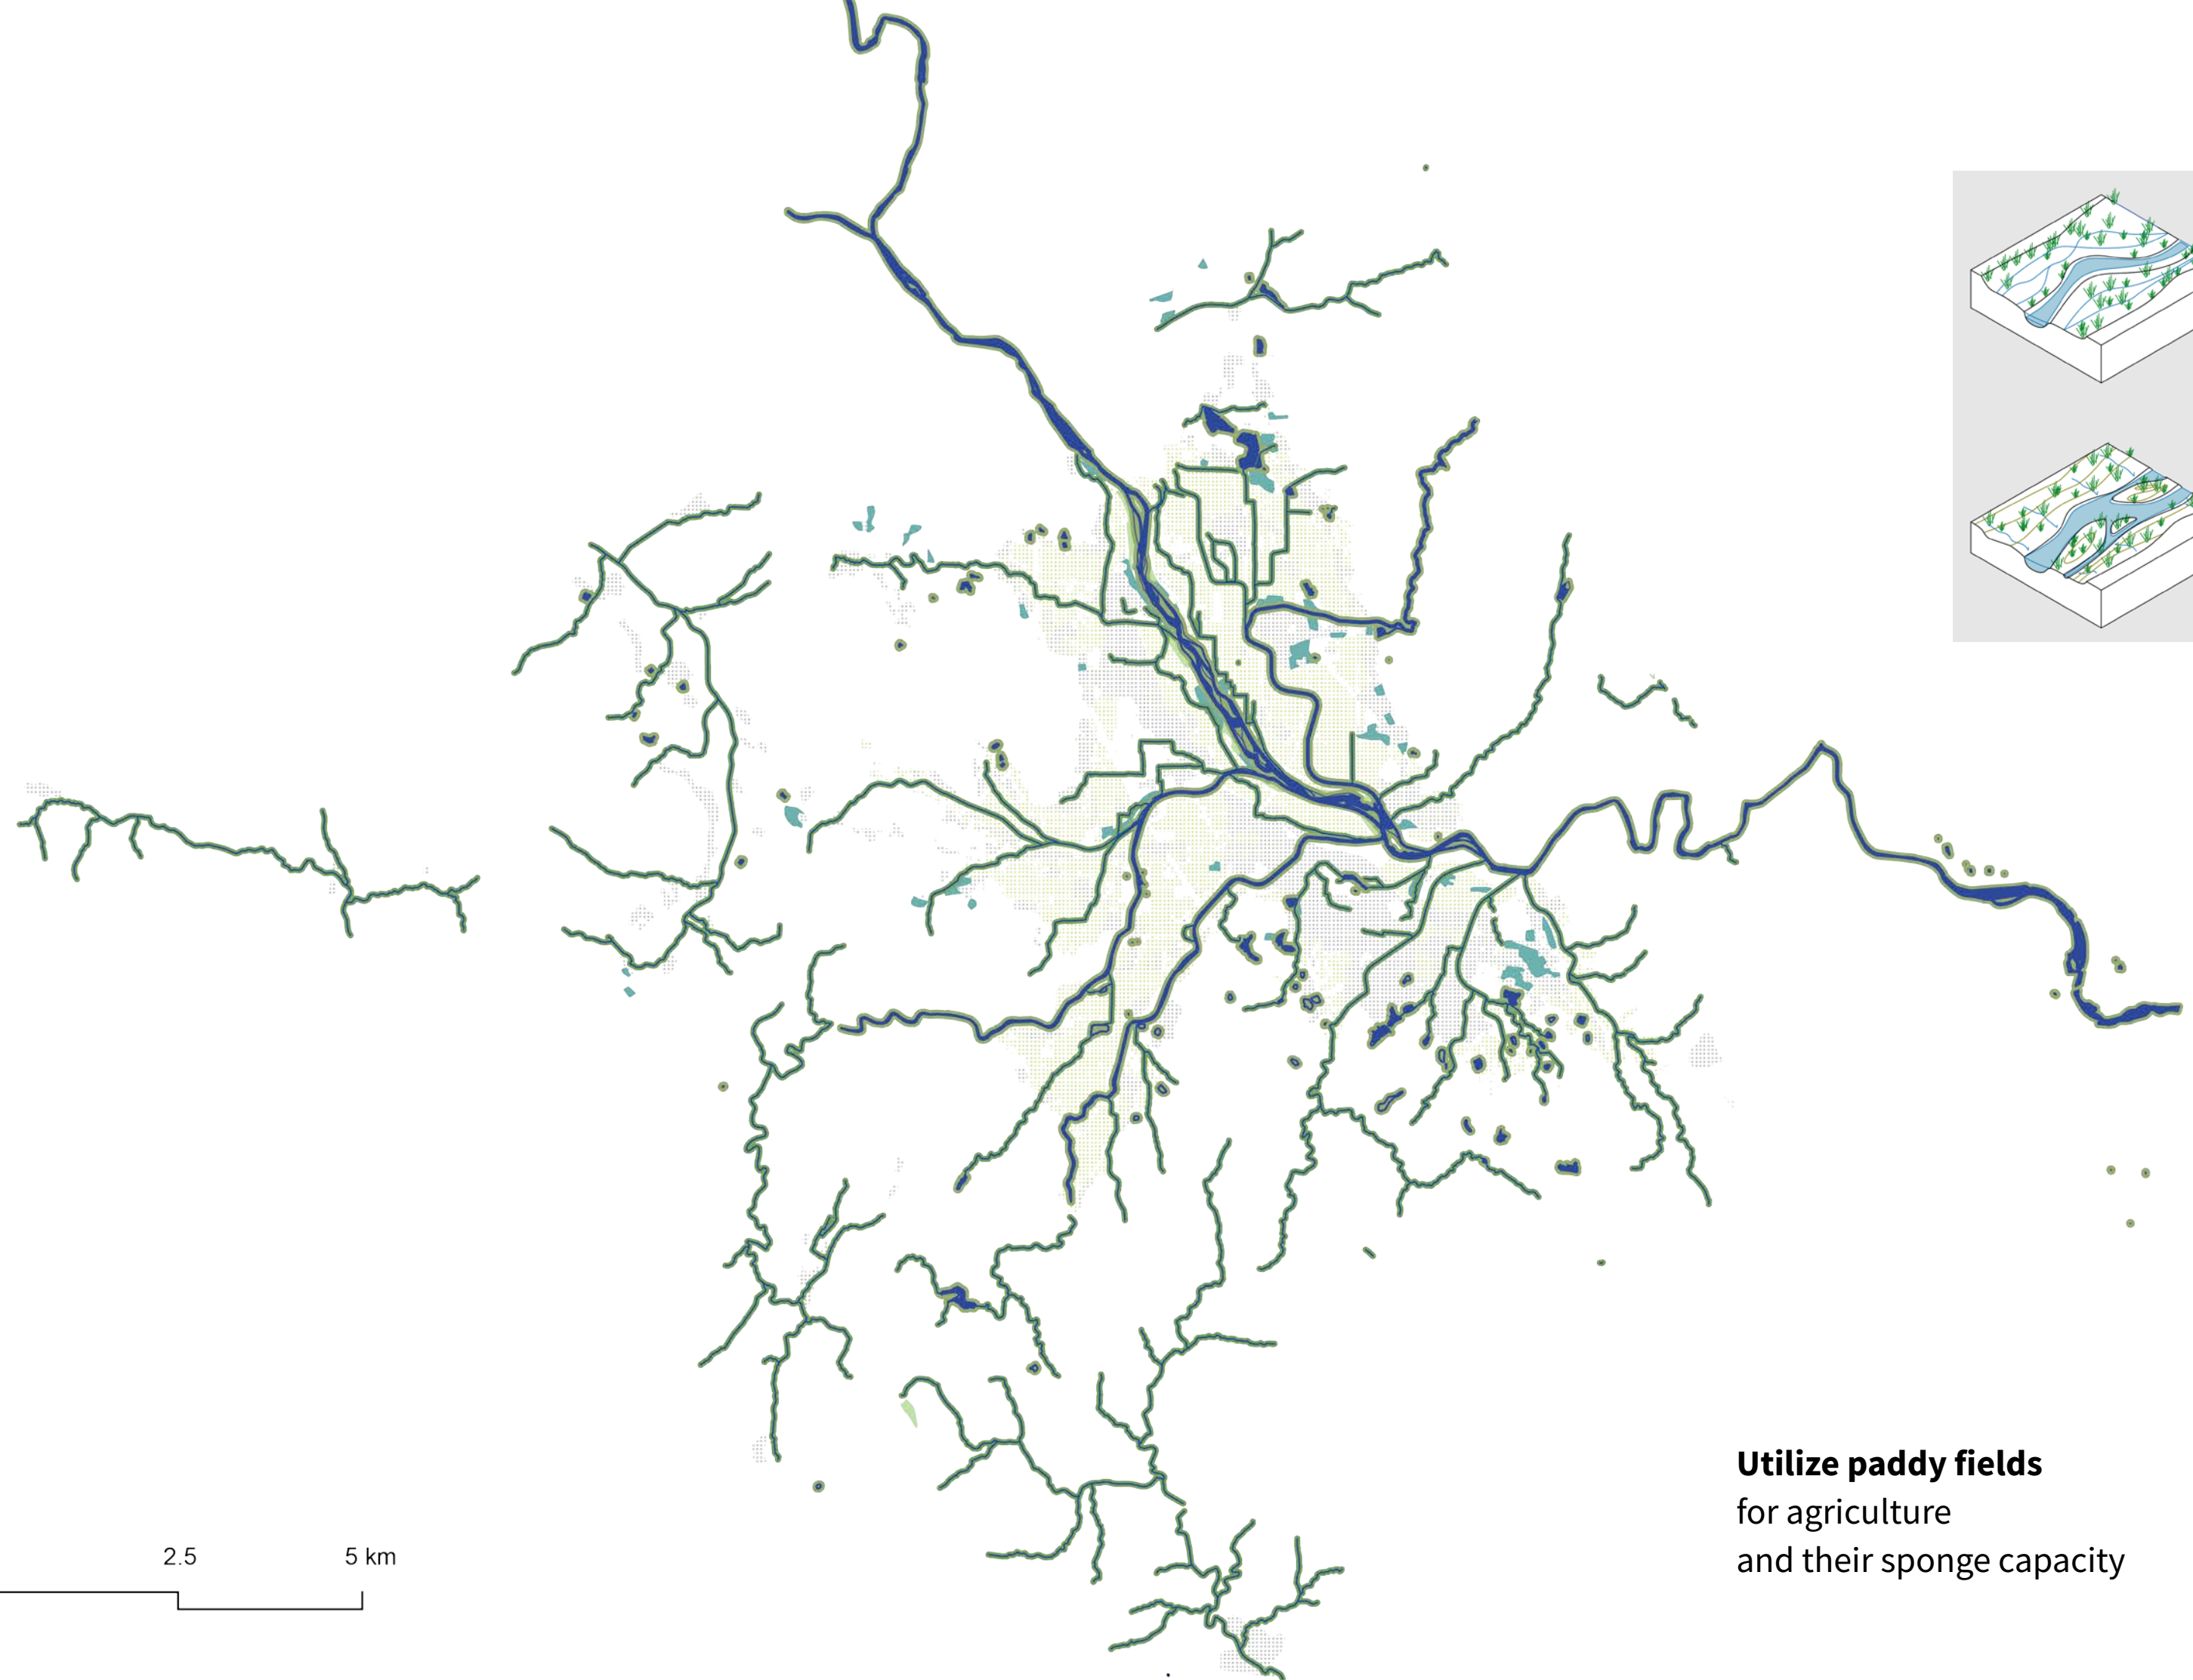 Utilize paddy fields
for agriculture
and their sponge capacity
2.5 5 km